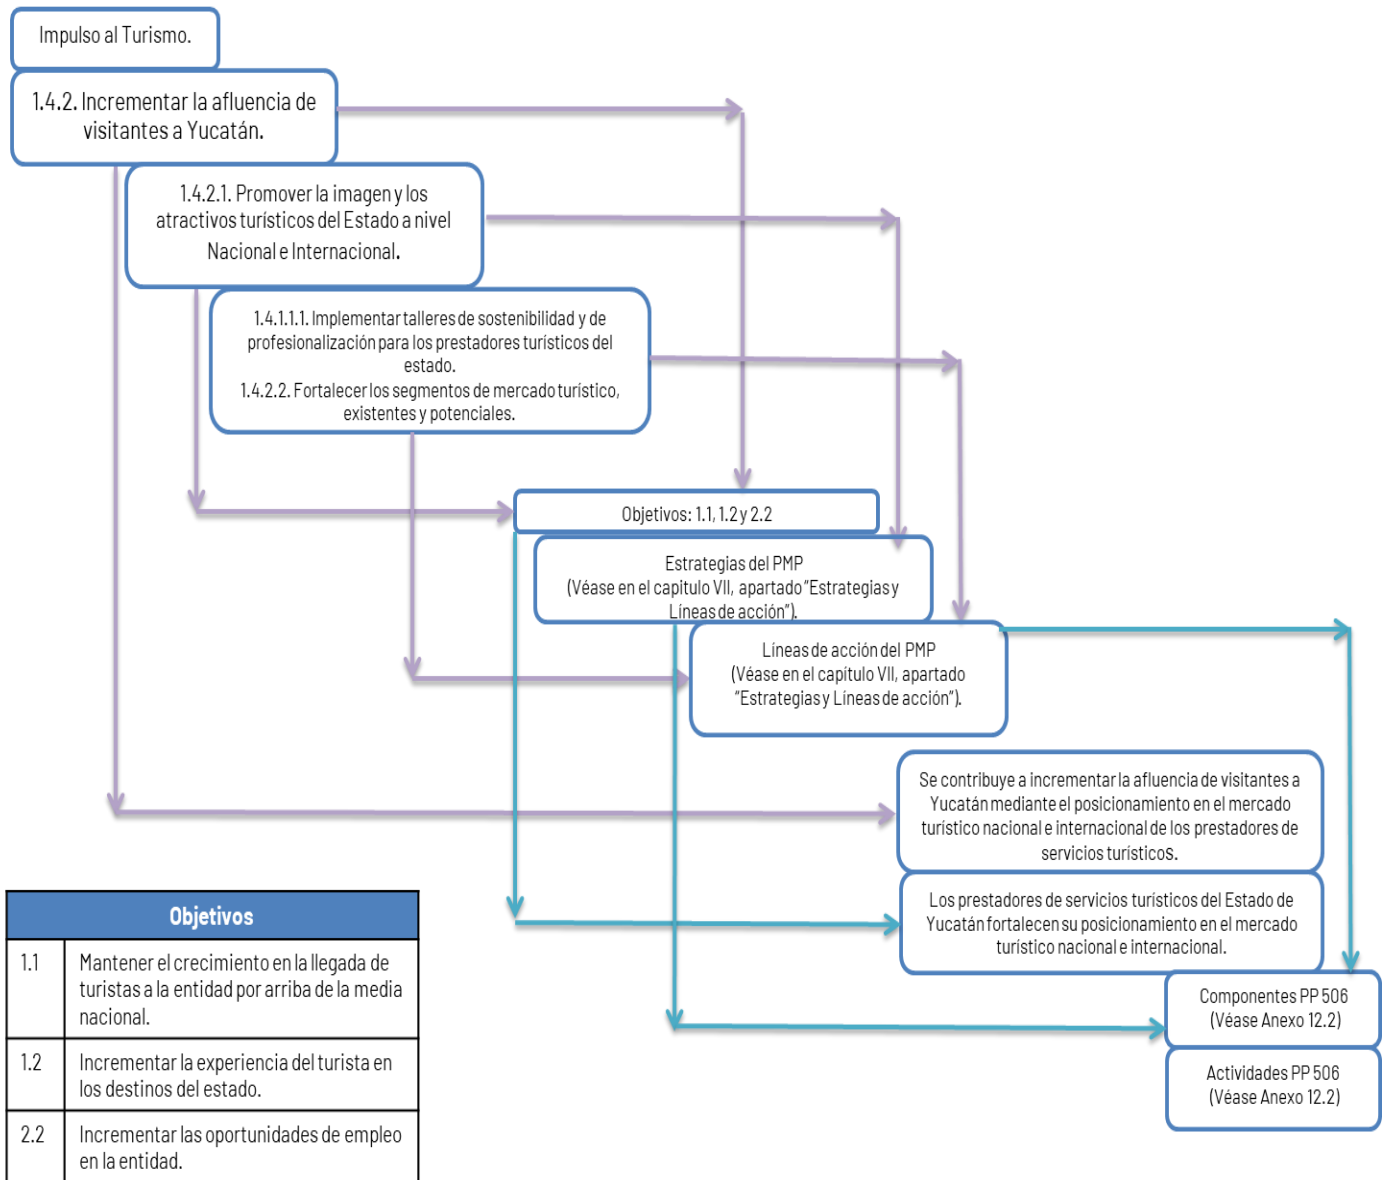 Impulso al Turismo.
1.4.2. Incrementar la afluencia de
visitantes a Yucatán.
1.4.2.1. Promover la imagen y los
atractivos turísticos del Estado a nivel
Nacional e Internacional.
1.4.1.1.1. Implementar talleres de sostenibilidad y de
profesionalización para los prestadores turísticos del
estado.
1.4.2.2. Fortalecer los segmentos de mercado turístico,
existentes y potenciales.
Objetivos: 1.1, 1.2 y 2.2
Estrategias del PMP
(Véase en el capitulo VII, apartado "Estrategias y
Líneas de acción").
Líneas de acción del PMP
(Véase en el capítulo VII, apartado
"Estrategias y Líneas de acción").
Se contribuye a incrementar la afluencia de visitantes a
Yucatán mediante el posicionamiento en el mercado
turístico nacional e internacional de los prestadores de
servicios turísticos.
Los prestadores de servicios turísticos del Estado de
Yucatán fortalecen su posicionamiento en el mercado
turístico nacional e internacional.
Componentes PP 506
(Véase Anexo 12.2)
Actividades PP 506
(Véase Anexo 12.2)
Objetivos
1.1 Mantener el crecimiento en la llegada de
turistas a la entidad por arriba de la media
nacional.
1.2 Incrementar la experiencia del turista en
los destinos del estado.
2.2 Incrementar las oportunidades de empleo
en la entidad.